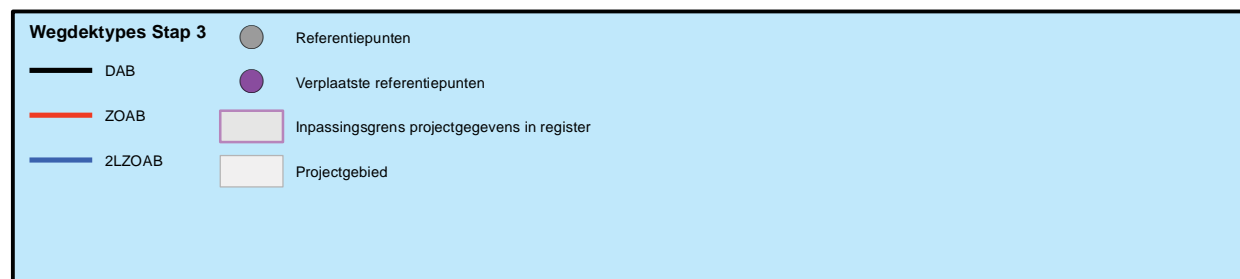 Wegdektypes Stap 3
DAB
ZOAB
2LZOAB
Referentiepunten
Verplaatste referentiepunten
Inpassingsgrens projectgegevens in register
Projectgebied